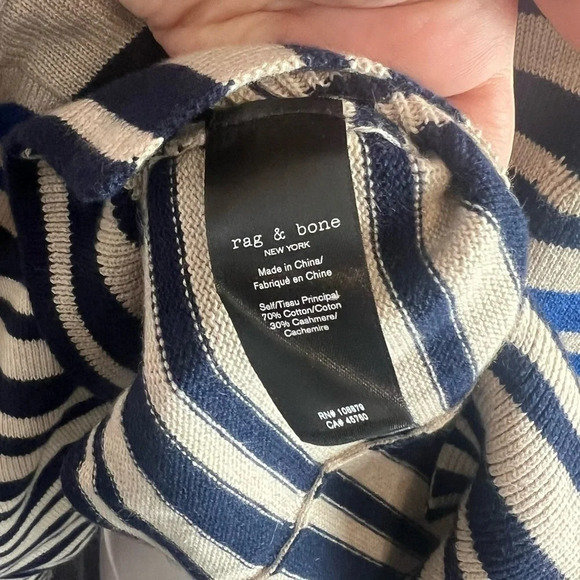 rag & bone
NEW YORK
Made in China/
Fabriqué en Chine
Self/Tissu Principal
70% Cotton/Coton
30% Cashmere/
Cachemire
RN# 108879
CA# 45760